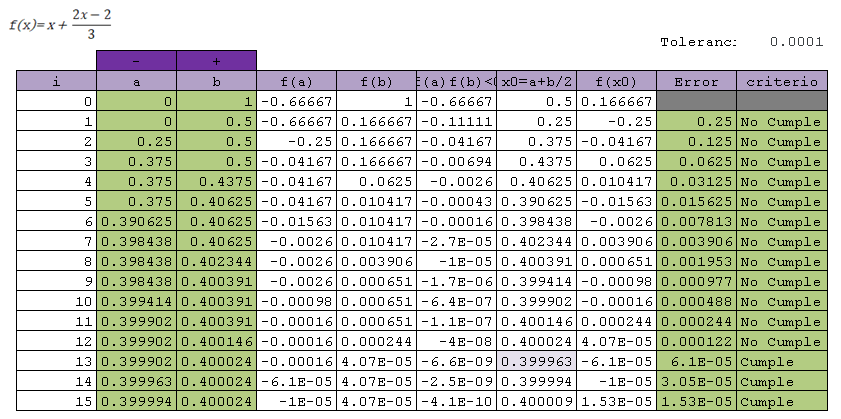 f(x)=x+ 2x−2
3
Toleranc: 0.0001
- +
i a b f(a) f(b) f(a)f(b)<0 x0=a+b/2 f(x0) Error criterio
0 0 1 -0.66667 1 -0.66667 0.5 0.166667
1 0 0.5 -0.66667 0.166667 -0.11111 0.25 -0.25 0.25 No Cumple
2 0.25 0.5 -0.25 0.166667 -0.04167 0.375 -0.04167 0.125 No Cumple
3 0.375 0.5 -0.04167 0.166667 -0.00694 0.4375 0.0625 0.0625 No Cumple
4 0.375 0.4375 -0.04167 0.0625 -0.0026 0.40625 0.010417 0.03125 No Cumple
5 0.375 0.40625 -0.04167 0.010417 -0.00043 0.390625 -0.01563 0.015625 No Cumple
6 0.390625 0.40625 -0.01563 0.010417 -0.00016 0.398438 -0.0026 0.007813 No Cumple
7 0.398438 0.40625 -0.0026 0.010417 -2.7E-05 0.402344 0.003906 0.003906 No Cumple
8 0.398438 0.402344 -0.0026 0.003906 -1E-05 0.400391 0.000651 0.001953 No Cumple
9 0.398438 0.400391 -0.0026 0.000651 -1.7E-06 0.399414 -0.00098 0.000977 No Cumple
10 0.399414 0.400391 -0.00098 0.000651 -6.4E-07 0.399902 -0.00016 0.000488 No Cumple
11 0.399902 0.400391 -0.00016 0.000651 -1.1E-07 0.400146 0.000244 0.000244 No Cumple
12 0.399902 0.400146 -0.00016 0.000244 -4E-08 0.400024 4.07E-05 0.000122 No Cumple
13 0.399902 0.400024 -0.00016 4.07E-05 -6.6E-09 0.399963 -6.1E-05 6.1E-05 Cumple
14 0.399963 0.400024 -6.1E-05 4.07E-05 -2.5E-09 0.399994 -1E-05 3.05E-05 Cumple
15 0.399994 0.400024 -1E-05 4.07E-05 -4.1E-10 0.400009 1.53E-05 1.53E-05 Cumple